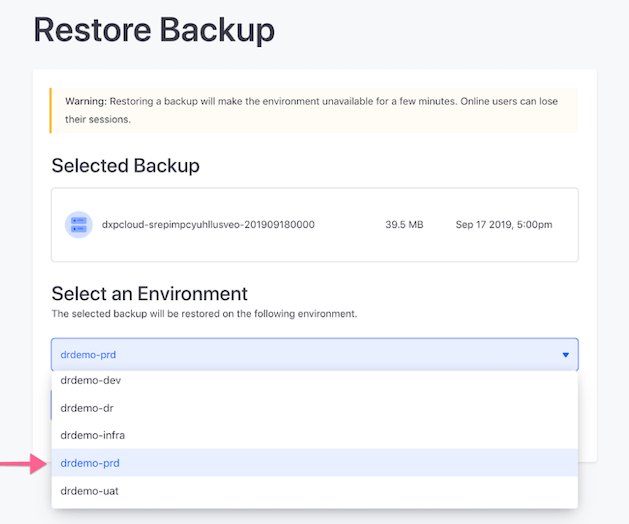 Restore Backup
Warning: Restoring a backup will make the environment unavailable for a few minutes. Online users can lose
their sessions.
Selected Backup
dxpcloud-srepimpcyuhllusveo-201909180000 39.5 MB Sep 17 2019, 5:00pm
Select an Environment
The selected backup will be restored on the following environment.
drdemo-prd
drdemo-dev
drdemo-dr
drdemo-infra
drdemo-prd
drdemo-uat